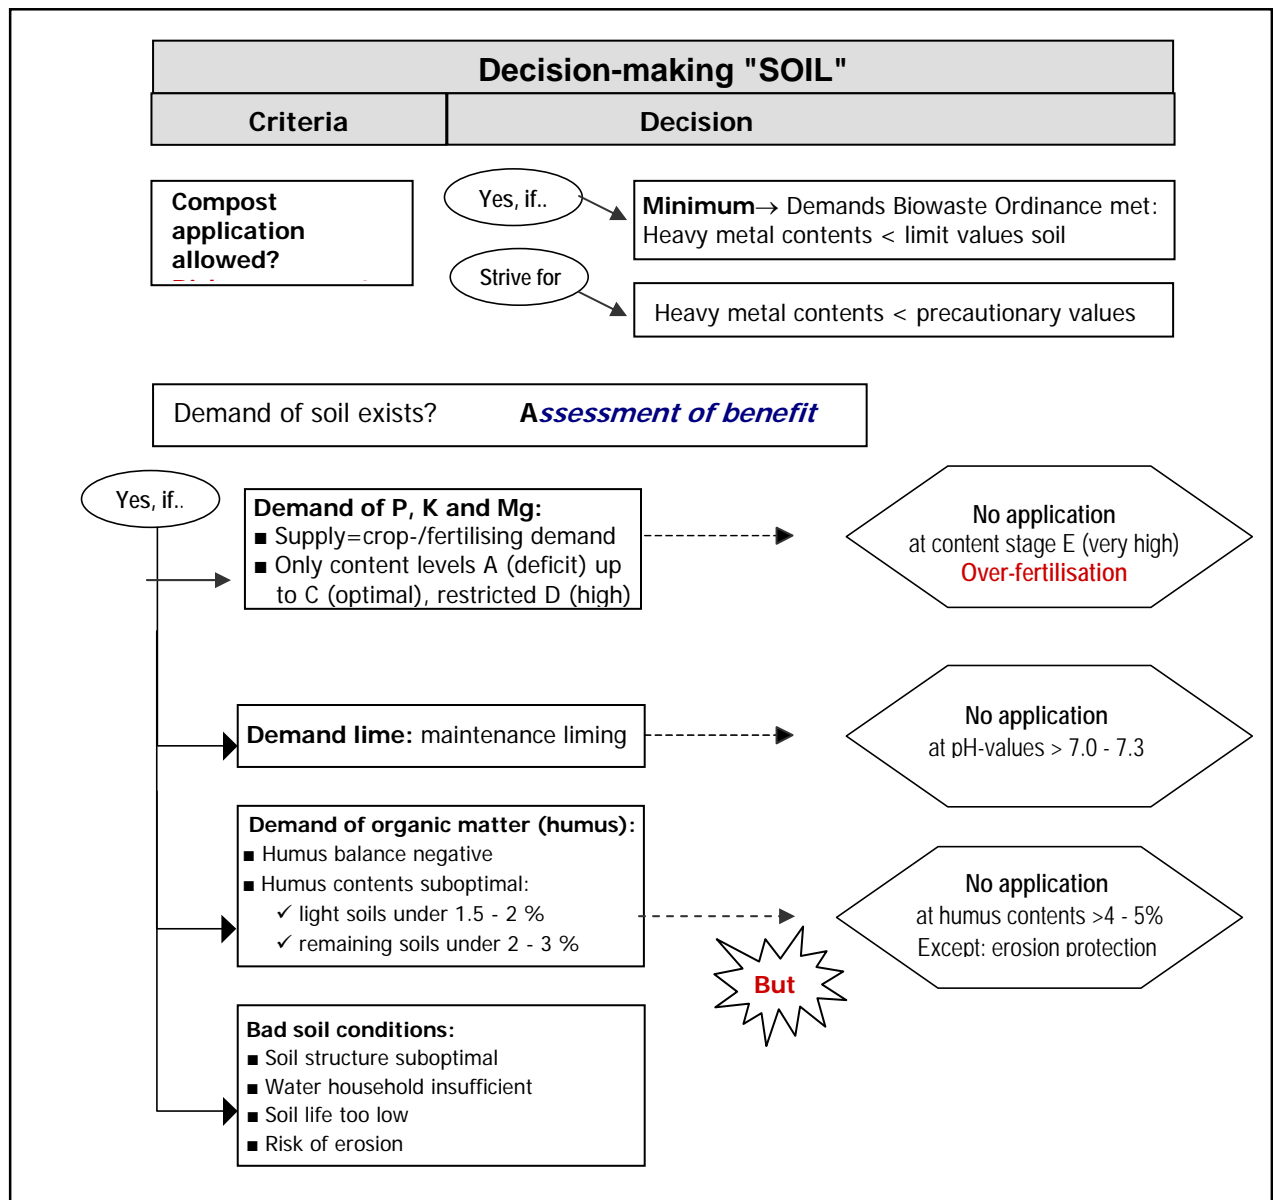 Decision-making "SOIL"
Criteria
Decision
Compost
application
allowed?
Yes, if..
Minimum→ Demands Biowaste Ordinance met:
Heavy metal contents < limit values soil
Strive for
Heavy metal contents < precautionary values
Demand of soil exists? Assessment of benefit
Yes, if..
Demand of P, K and Mg:
■ Supply=crop-/fertilising demand
■ Only content levels A (deficit) up
to C (optimal), restricted D (high)
No application
at content stage E (very high)
Over-fertilisation
Demand lime: maintenance liming
No application
at pH-values > 7.0 - 7.3
Demand of organic matter (humus):
■ Humus balance negative
■ Humus contents suboptimal:
✓ light soils under 1.5 - 2 %
✓ remaining soils under 2 - 3 %
No application
at humus contents >4 - 5%
Except: erosion protection
But
Bad soil conditions:
■ Soil structure suboptimal
■ Water household insufficient
■ Soil life too low
■ Risk of erosion